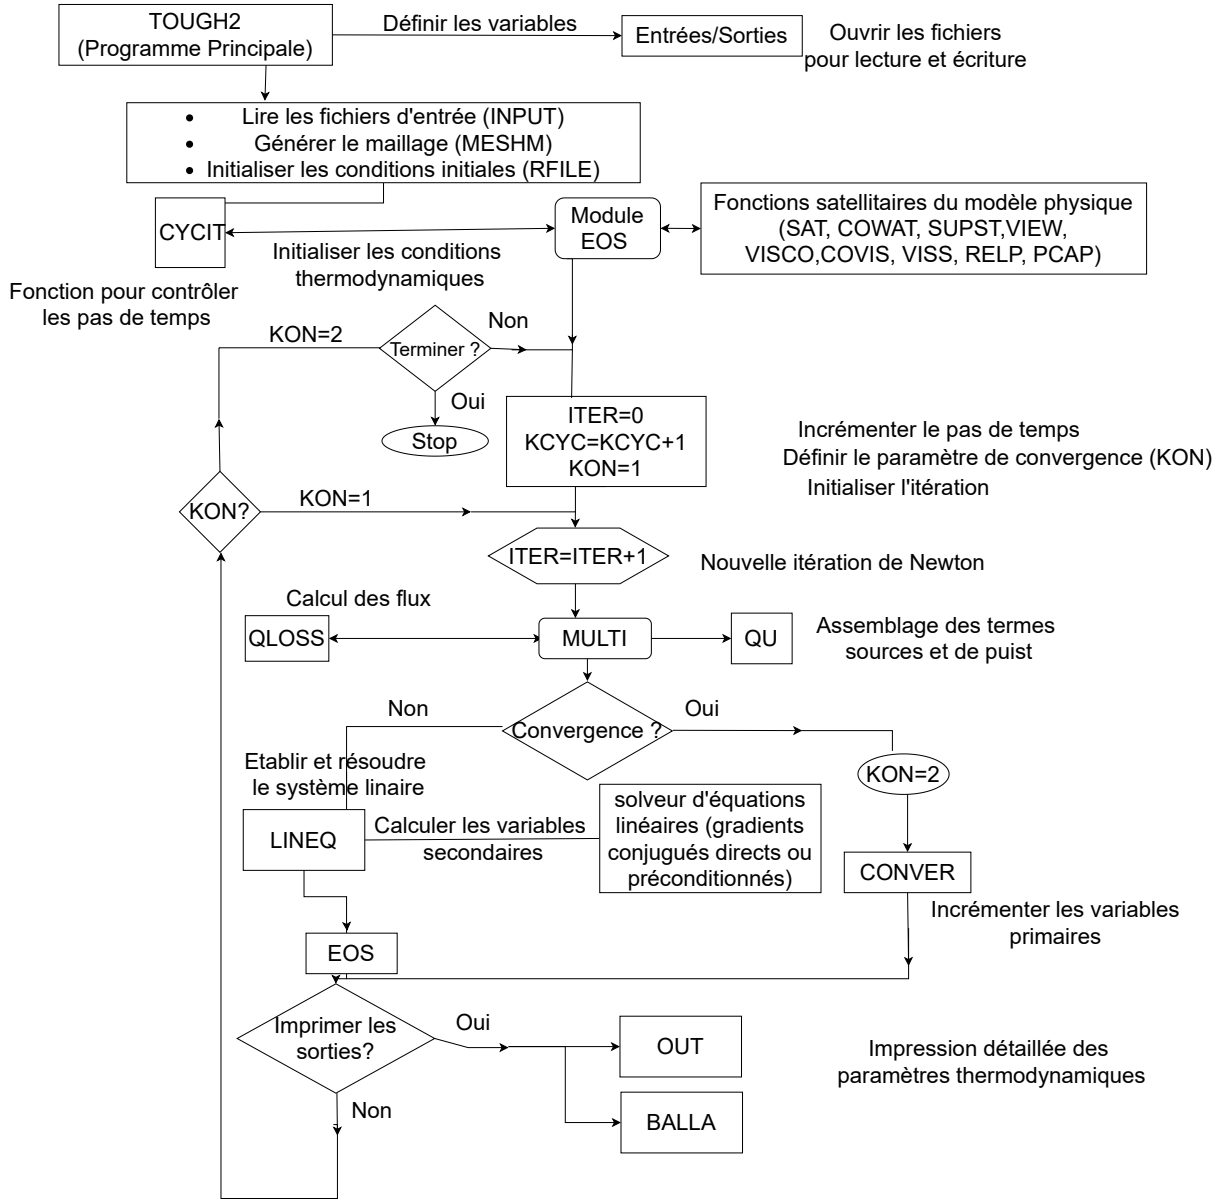 TOUGH2
(Programme Principale)
Définir les variables
Entrées/Sorties
Ouvrir les fichiers
pour lecture et écriture
• Lire les fichiers d'entrée (INPUT)
• Générer le maillage (MESHM)
• Initialiser les conditions initiales (RFILE)
CYCIT
Initialiser les conditions
thermodynamiques
Module
EOS
Fonctions satellitaires du modèle physique
(SAT, COWAT, SUPST,VIEW,
VISCO,COVIS, VISS, RELP, PCAP)
Fonction pour contrôler
les pas de temps
KON=2
Terminer ?
Non
Oui
Stop
ITER=0
KCYC=KCYC+1
KON=1
Incrémenter le pas de temps
Définir le paramètre de convergence (KON)
Initialiser l'itération
KON?
KON=1
ITER=ITER+1
Nouvelle itération de Newton
Calcul des flux
QLOSS
MULTI
QU
Assemblage des termes
sources et de puist
Non
Convergence ?
Oui
Etablir et résoudre
le système linaire
KON=2
LINEQ
Calculer les variables
secondaires
solveur d'équations
linéaires (gradients
conjugués directs ou
préconditionnés)
CONVER
Incrémenter les variables
primaires
EOS
Imprimer les
sorties?
Oui
OUT
Impression détaillée des
paramètres thermodynamiques
Non
BALLA